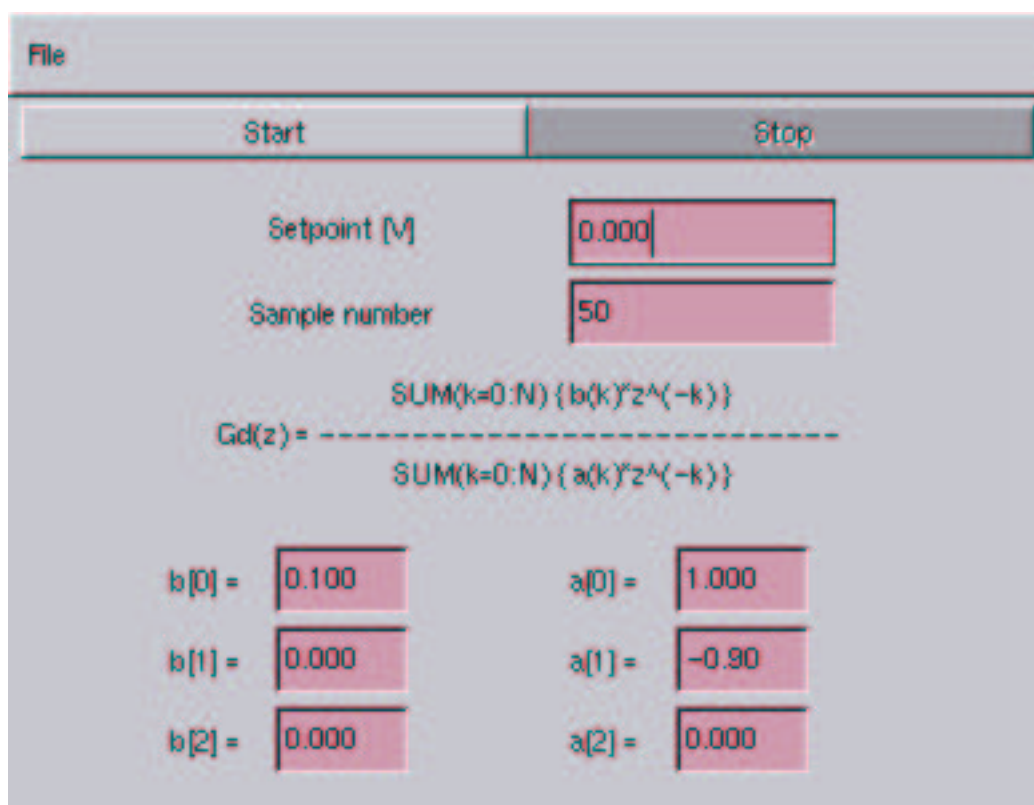 File
Start Stop
Setpoint [V] 0.000
Sample number 50
SUM(k=0:N) { b(k)*z^(-k) }
Gd(z) = ------------------------------
SUM(k=0:N) { a(k)*z^(-k) }
b[0] = 0.100 a[0] = 1.000
b[1] = 0.000 a[1] = -0.90
b[2] = 0.000 a[2] = 0.000